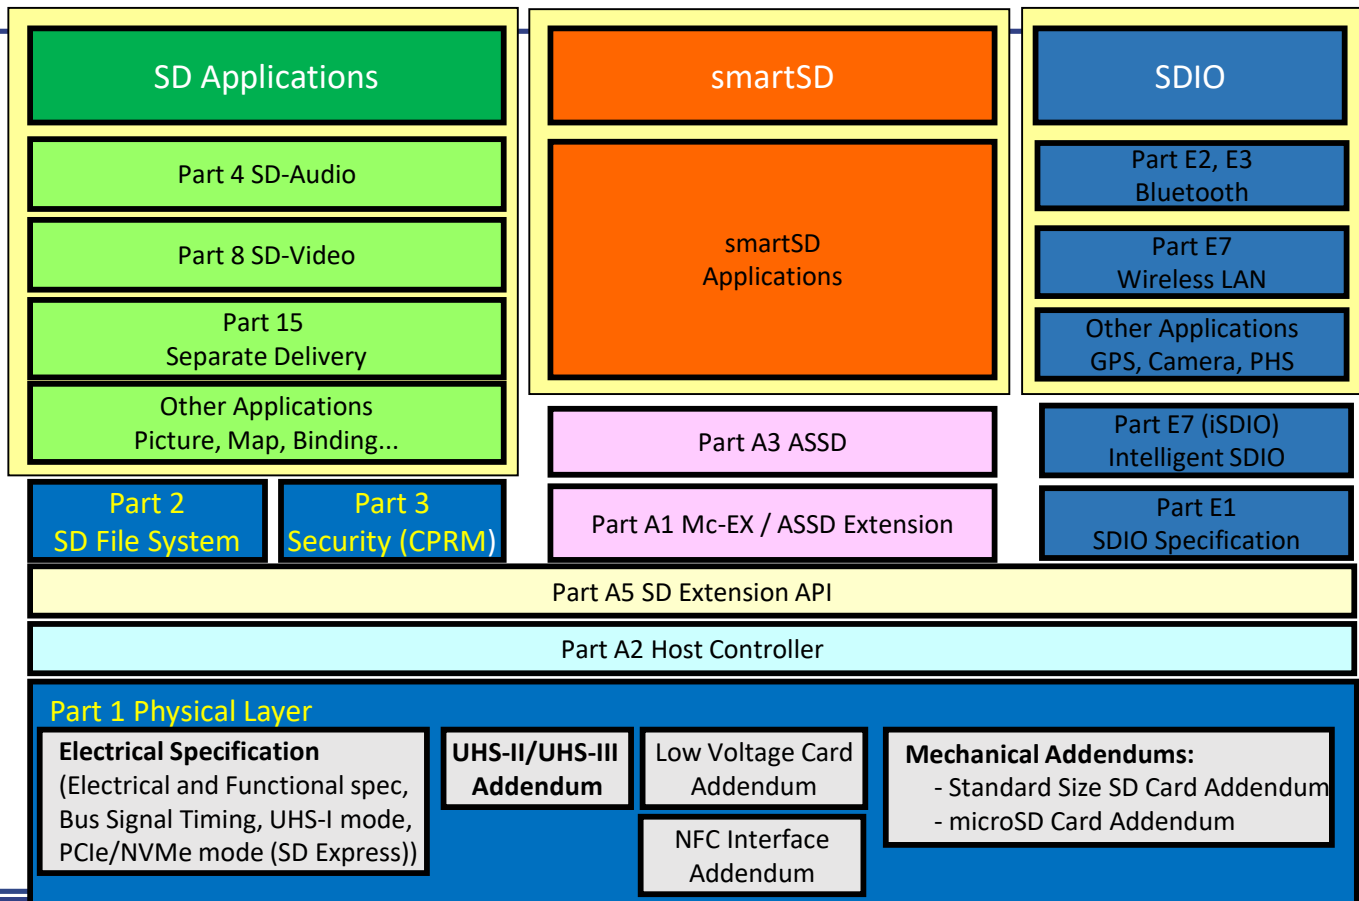 SD Applications
Part 4 SD-Audio
Part 8 SD-Video
Part 15
Separate Delivery
Other Applications
Picture, Map, Binding...
Part 2
SD File System
Part 3
Security (CPRM)
smartSD
smartSD
Applications
Part A3 ASSD
Part A1 Mc-EX / ASSD Extension
SDIO
Part E2, E3
Bluetooth
Part E7
Wireless LAN
Other Applications
GPS, Camera, PHS
Part E7 (iSDIO)
Intelligent SDIO
Part E1
SDIO Specification
Part A5 SD Extension API
Part A2 Host Controller
Part 1 Physical Layer
Electrical Specification
(Electrical and Functional spec,
Bus Signal Timing, UHS-I mode,
PCIe/NVMe mode (SD Express))
UHS-II/UHS-III
Addendum
Low Voltage Card
Addendum
NFC Interface
Addendum
Mechanical Addendums:
- Standard Size SD Card Addendum
- microSD Card Addendum